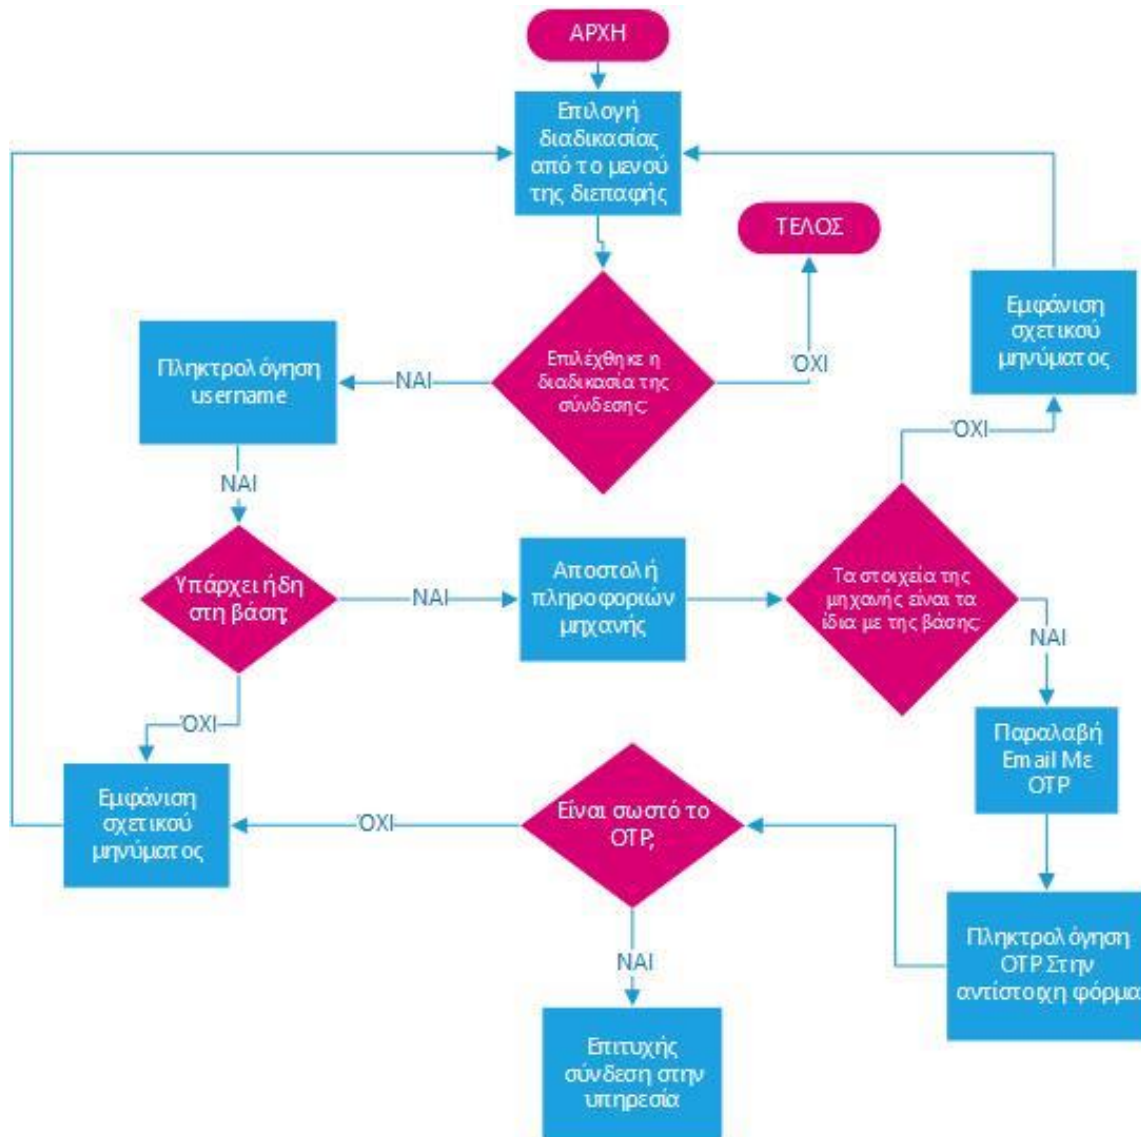 ΑΡΧΗ
Επιλογή
διαδικασίας
από το μενού
της διεπαφής
ΤΕΛΟΣ
Εμφάνιση
σχετικού
μηνύματος
Πληκτρολόγηση
username
ΝΑΙ
Επιλέχθηκε η
διαδικασία της
σύνδεσης;
ΌΧΙ
ΌΧΙ
ΝΑΙ
Υπάρχει ήδη
στη βάση;
ΝΑΙ
Αποστολή
πληροφοριών
μηχανής
Τα στοιχεία της
μηχανής είναι τα
ίδια με της βάσης;
ΝΑΙ
ΌΧΙ
Παραλαβή
Email Με
OTP
Εμφάνιση
σχετικού
μηνύματος
ΌΧΙ
Είναι σωστό το
OTP;
Πληκτρολόγηση
OTP Στην
αντίστοιχη φόρμα
ΝΑΙ
Επιτυχής
σύνδεση στην
υπηρεσία